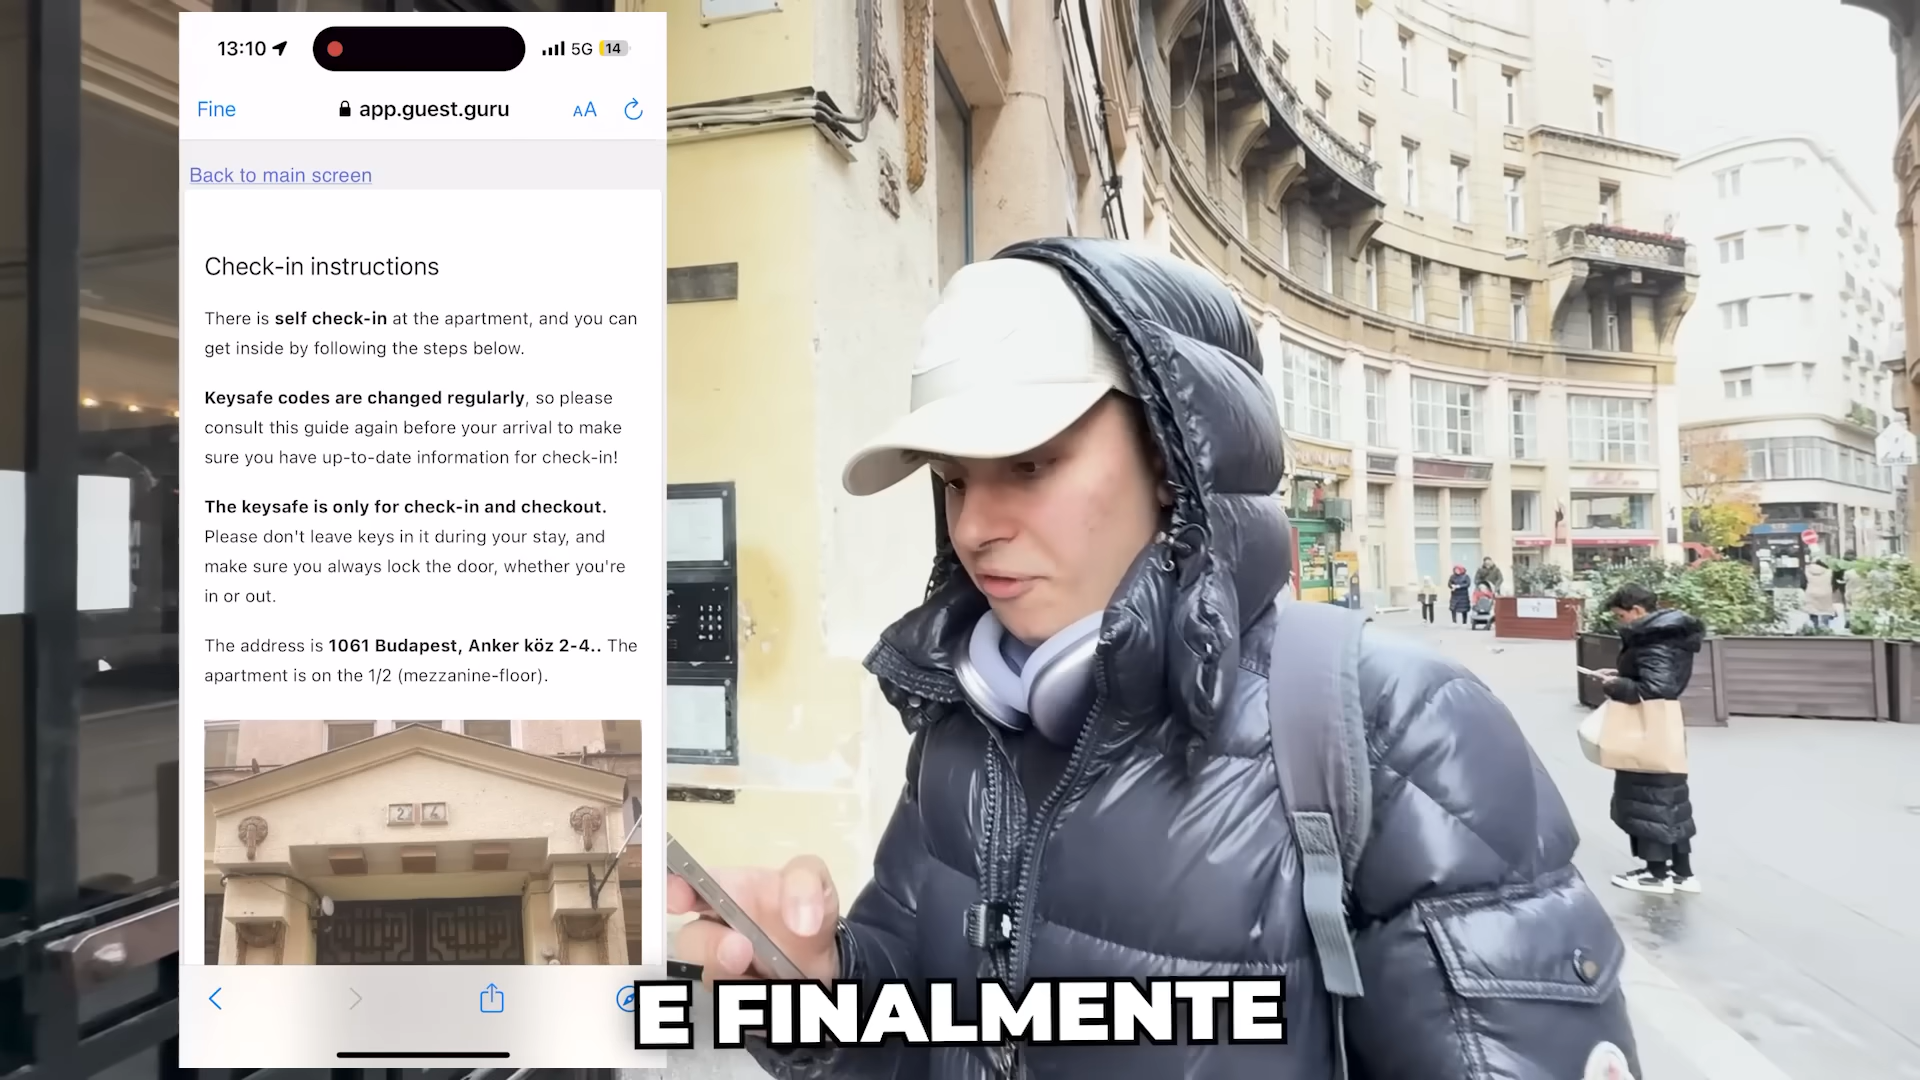 13:10
5G 14
Fine
app.guest.guru
AA
Back to main screen
Check-in instructions
There is self check-in at the apartment, and you can
get inside by following the steps below.
Keysafe codes are changed regularly, so please
consult this guide again before your arrival to make
sure you have up-to-date information for check-in!
The keysafe is only for check-in and checkout.
Please don't leave keys in it during your stay, and
make sure you always lock the door, whether you're
in or out.
The address is 1061 Budapest, Anker köz 2-4.. The
apartment is on the 1/2 (mezzanine-floor).
2 4
E FINALMENTE